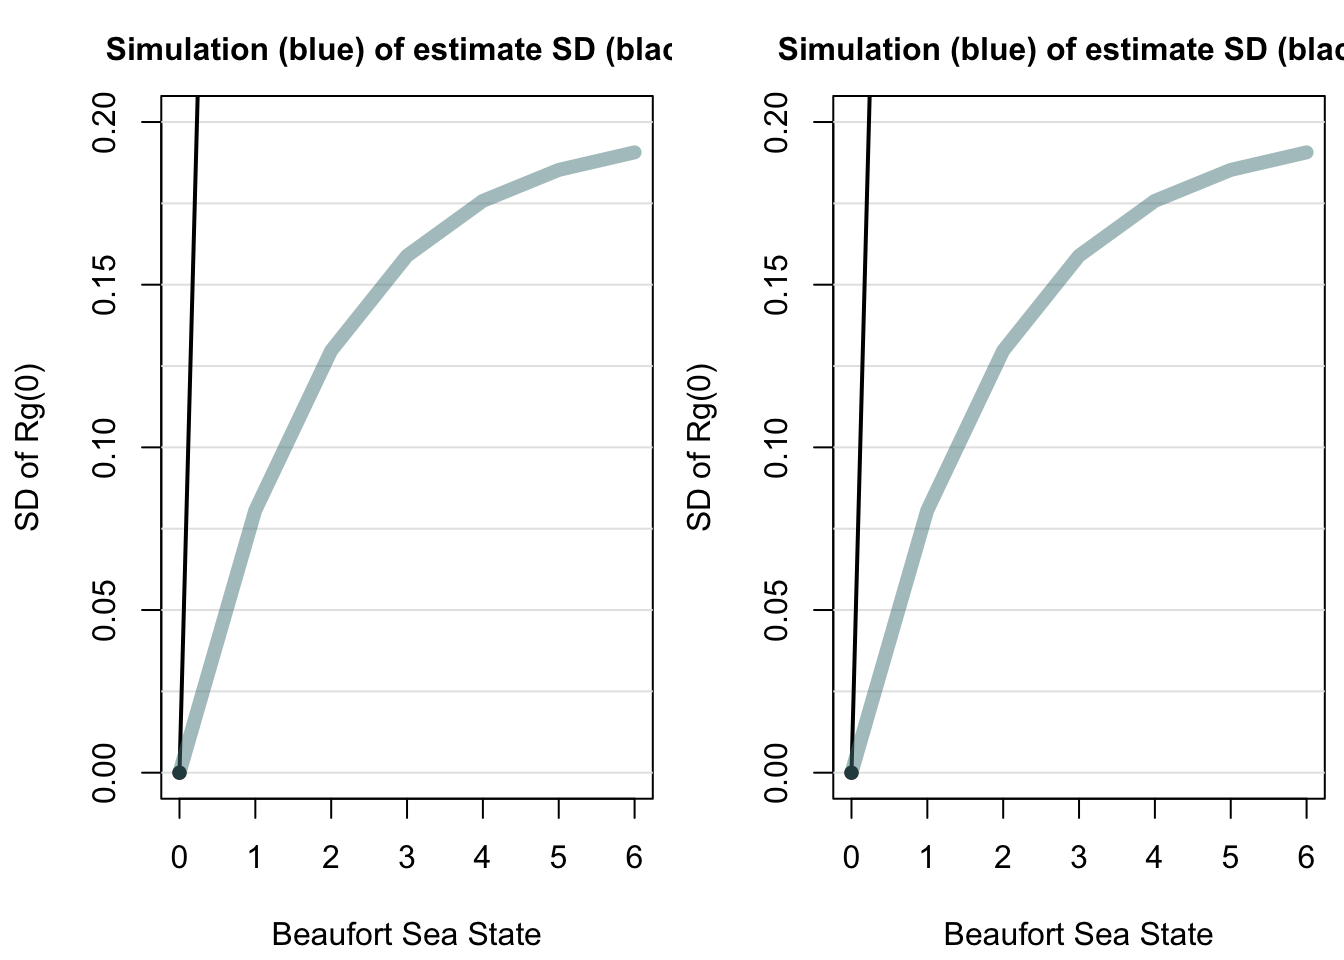 Simulation (blue) of estimate SD (blac
SD of Rg(0)
0.20
0.15
0.10
0.05
0.00
0 1 2 3 4 5 6
Beaufort Sea State
Simulation (blue) of estimate SD (blac
SD of Rg(0)
0.20
0.15
0.10
0.05
0.00
0 1 2 3 4 5 6
Beaufort Sea State